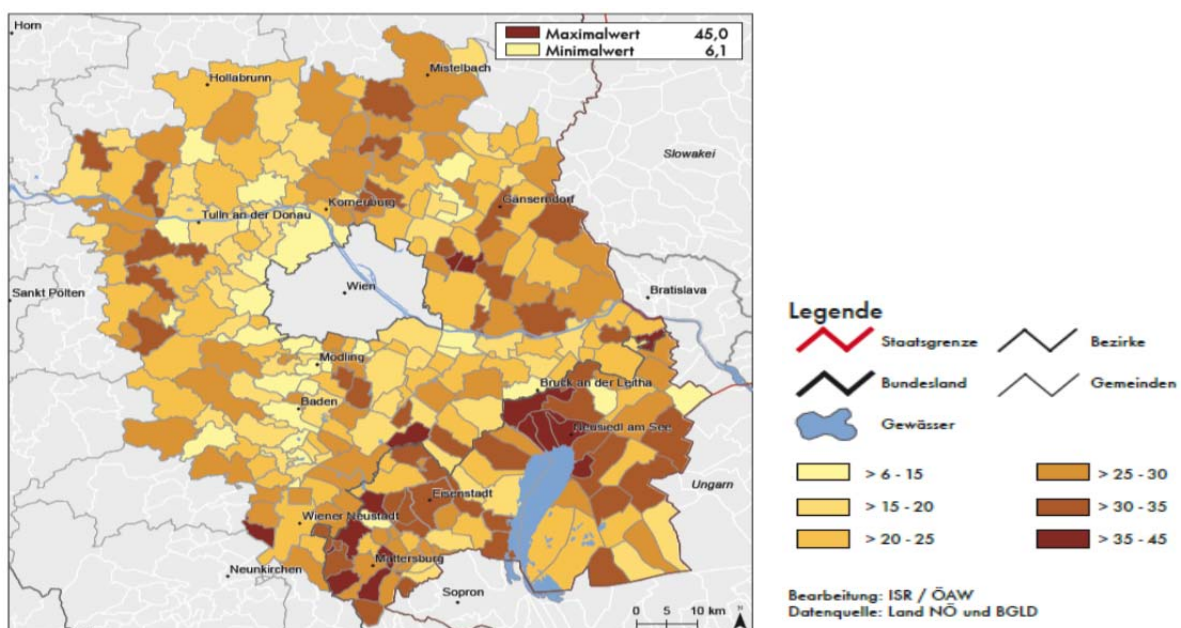 Maximalwert 45,0
Minimalwert 6,1
Horn
Hollabrunn
Mistelbach
Slowakei
Korneuburg
Gänserndorf
Tulln an der Donau
Sankt Pölten
Wien
Bratislava
Mödling
Bruck an der Leitha
Baden
Neusiedl am See
Ungarn
Eisenstadt
Wiener Neustadt
Mattersburg
Neunkirchen
Sopron
0 5 10 km
N
Legende
Staatsgrenze
Bezirke
Bundesland
Gemeinden
Gewässer
> 6 - 15
> 25 - 30
> 15 - 20
> 30 - 35
> 20 - 25
> 35 - 45
Bearbeitung: ISR / ÖAW
Datenquelle: Land NÖ und BGLD